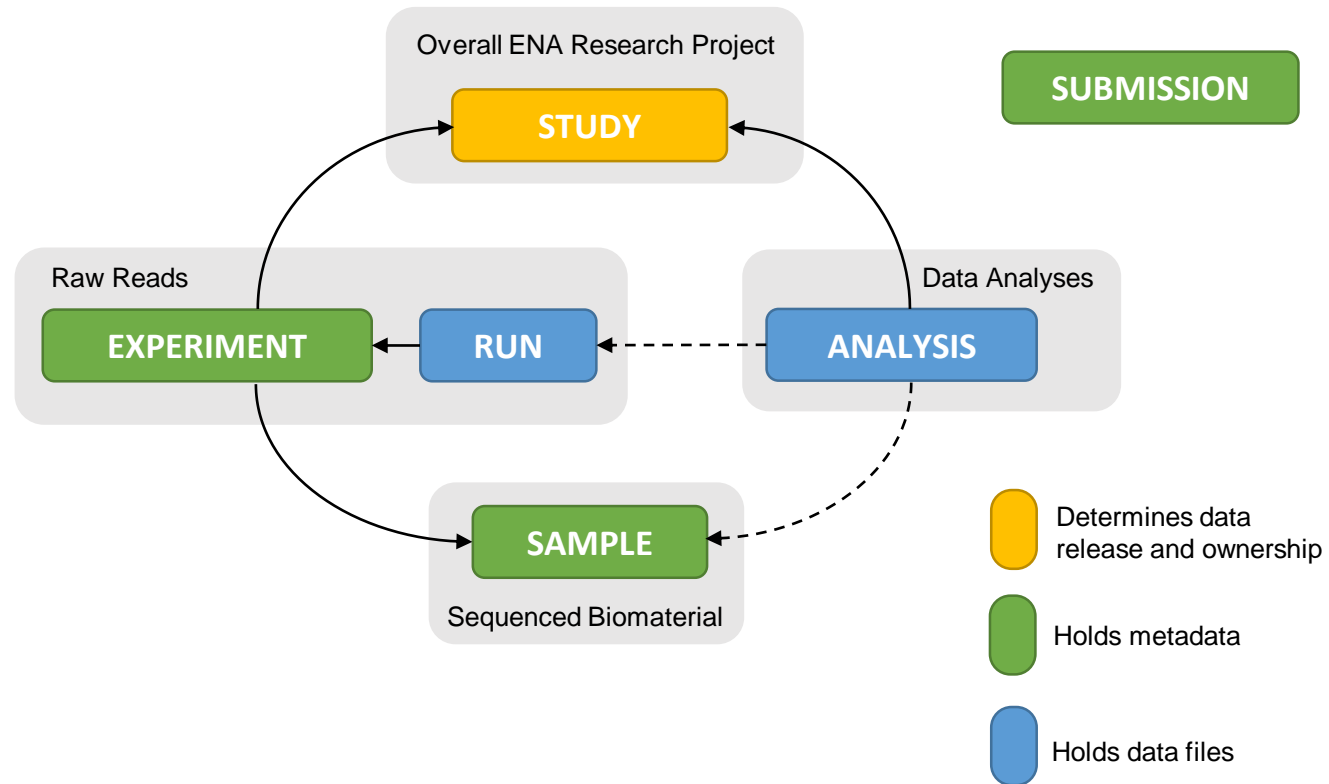 Overall ENA Research Project
STUDY
SUBMISSION
Raw Reads
EXPERIMENT
RUN
Data Analyses
ANALYSIS
SAMPLE
Sequenced Biomaterial
Determines data
release and ownership
Holds metadata
Holds data files